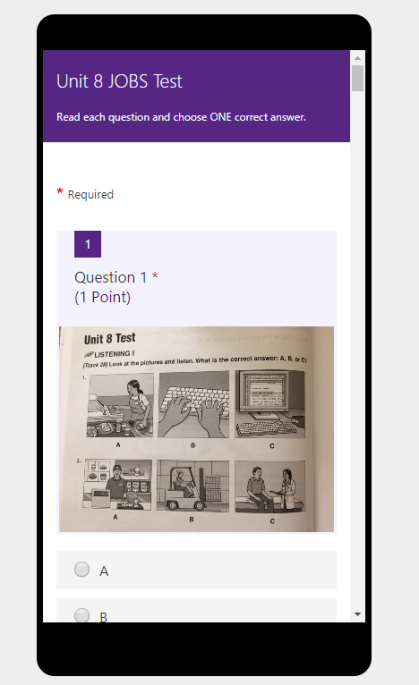 Unit 8 JOBS Test
Read each question and choose ONE correct answer.
* Required
1
Question 1 *
(1 Point)
Unit 8 Test
LISTENING I
(Track 28) Look at the pictures and listen. What is the correct answer: A, B, or C?
1.
A B C
2.
A B C
A
B